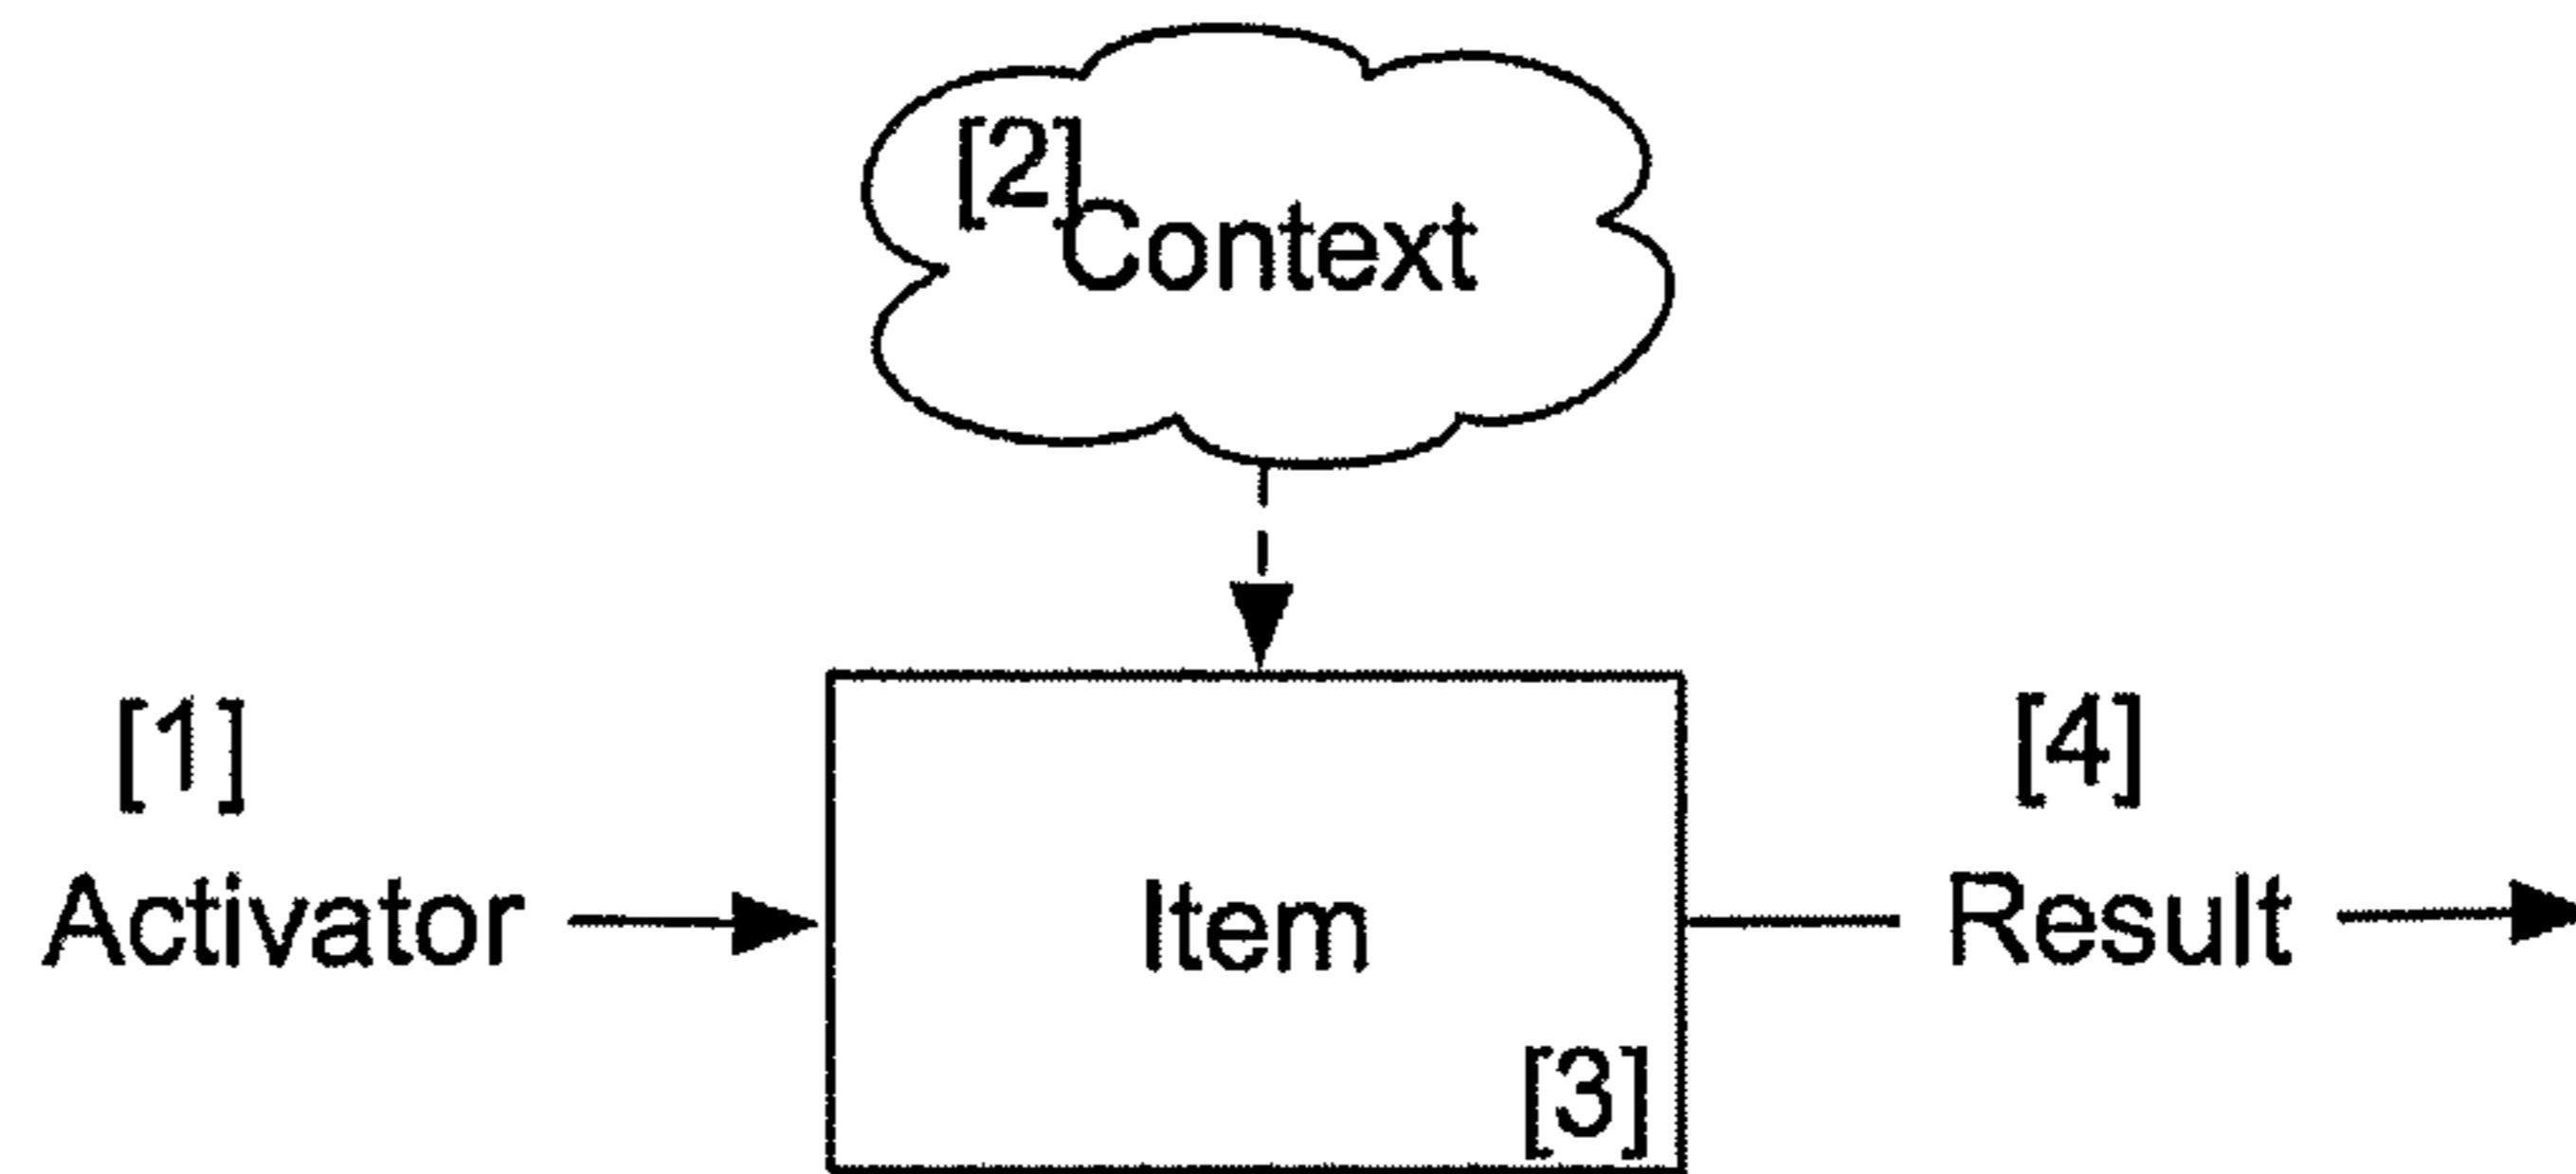 [2]
Context
[1]
Activator
Item
[3]
[4]
Result